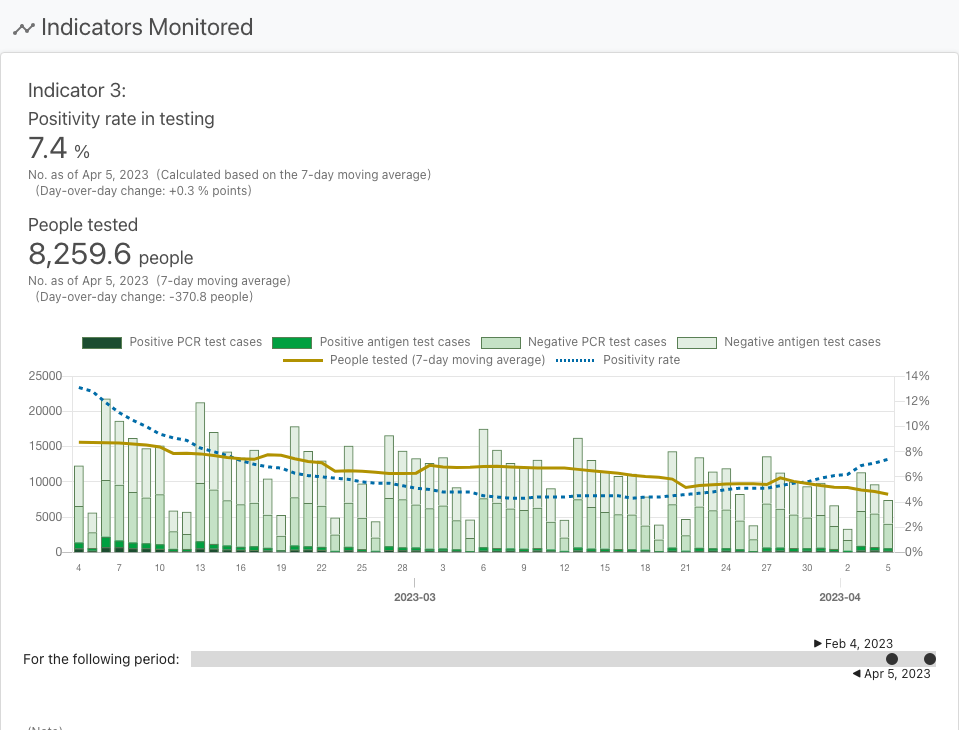 Indicators Monitored
Indicator 3:
Positivity rate in testing
7.4 %
No. as of Apr 5, 2023 (Calculated based on the 7-day moving average)
(Day-over-day change: +0.3 % points)
People tested
8,259.6 people
No. as of Apr 5, 2023 (7-day moving average)
(Day-over-day change: -370.8 people)
Positive PCR test cases Positive antigen test cases Negative PCR test cases Negative antigen test cases
People tested (7-day moving average) Positivity rate
25000 14%
12%
20000
10%
15000
8%
10000
6%
4%
5000
2%
0 0%
4 7 10 13 16 19 22 25 28 3 6 9 12 15 18 21 24 27 30 2 5
2023-03 2023-04
Feb 4, 2023
For the following period:
Apr 5, 2023